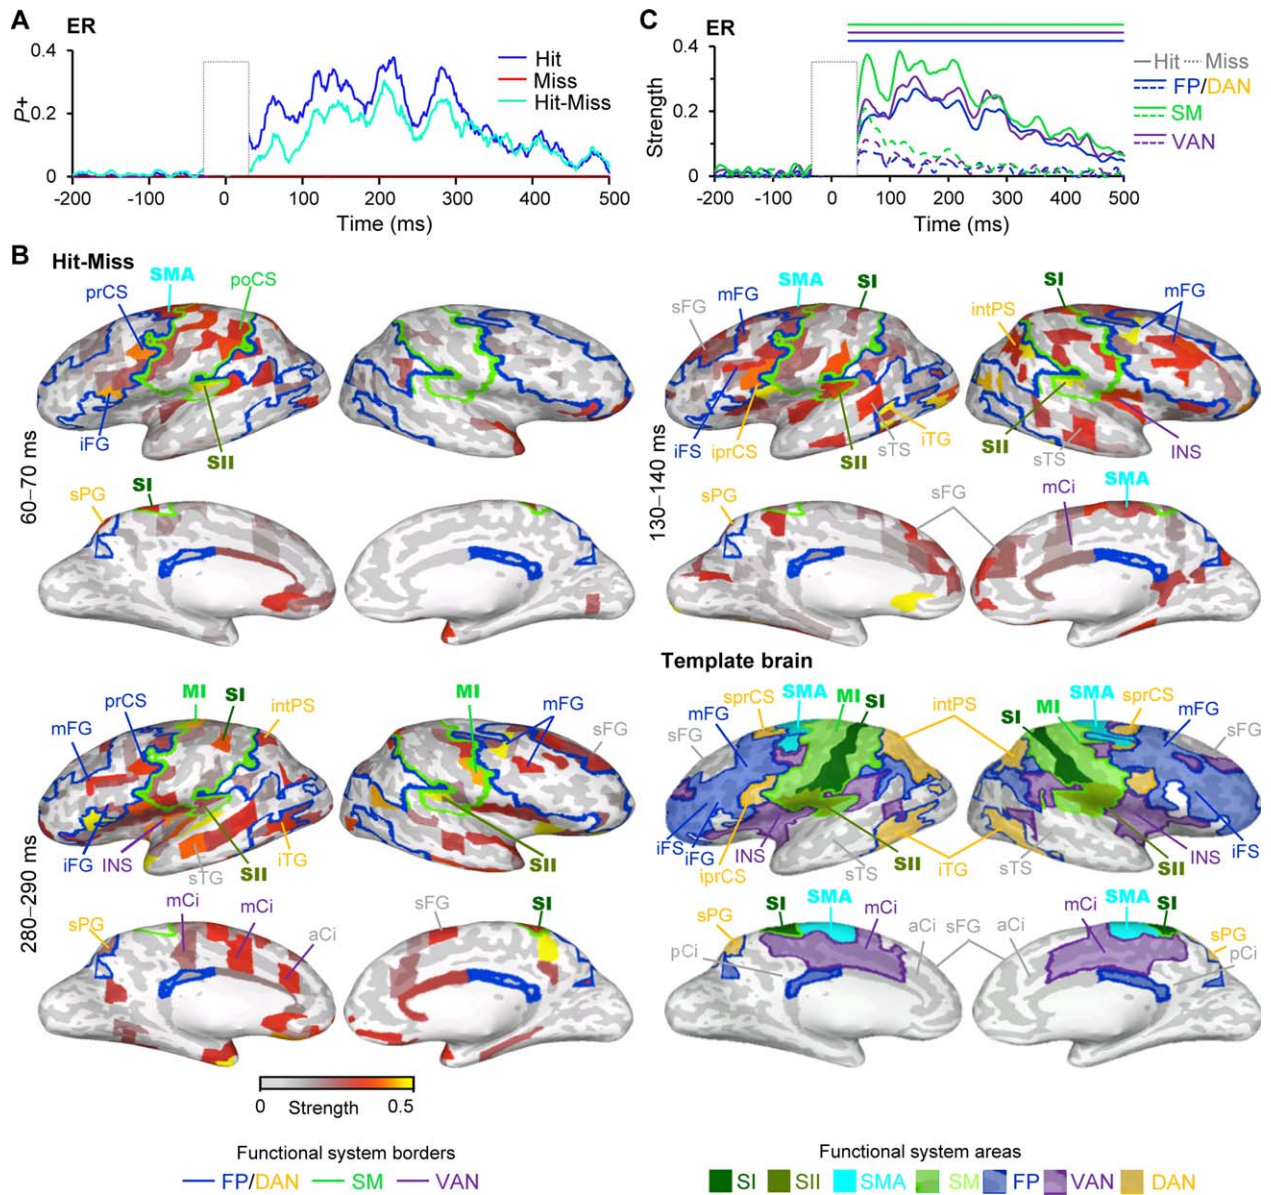 A
ER
0.4
0.2
0
P+
Hit
Miss
Hit-Miss
-200 -100 0 100 200 300 400 500
Time (ms)
C
ER
0.4
0.2
0
Strength
Hit Miss
FP/DAN
SM
VAN
-200 -100 0 100 200 300 400 500
Time (ms)
B
Hit-Miss
60–70 ms
SMA
prCS
poCS
iFG
SII
sPG
SI
130–140 ms
SMA
SI
mFG
sFG
SI
mFG
intPS
iFS
iprCS
SII
sTS
iTG
SII
sTS
INS
sPG
sFG
mCi
SMA
280–290 ms
MI
SI
prCS
intPS
mFG
MI
mFG
sFG
iFG
INS
sTG
SII
iTG
SII
mCi
mCi
sPG
aCi
sFG
SI
0 Strength 0.5
Functional system borders
FP/DAN SM VAN
Template brain
sprCS
SMA
MI
SI
intPS
mFG
sFG
SMA
sprCS
MI
SI
mFG
sFG
iFS
iFG
iprCS
INS
sTS
SII
iTG
sTS
SII
INS
iFS
SI
SMA
mCi
sPG
pCi
aCi
sFG
aCi
mCi
SMA
SI
sPG
pCi
Functional system areas
SI SII SMA SM FP VAN DAN